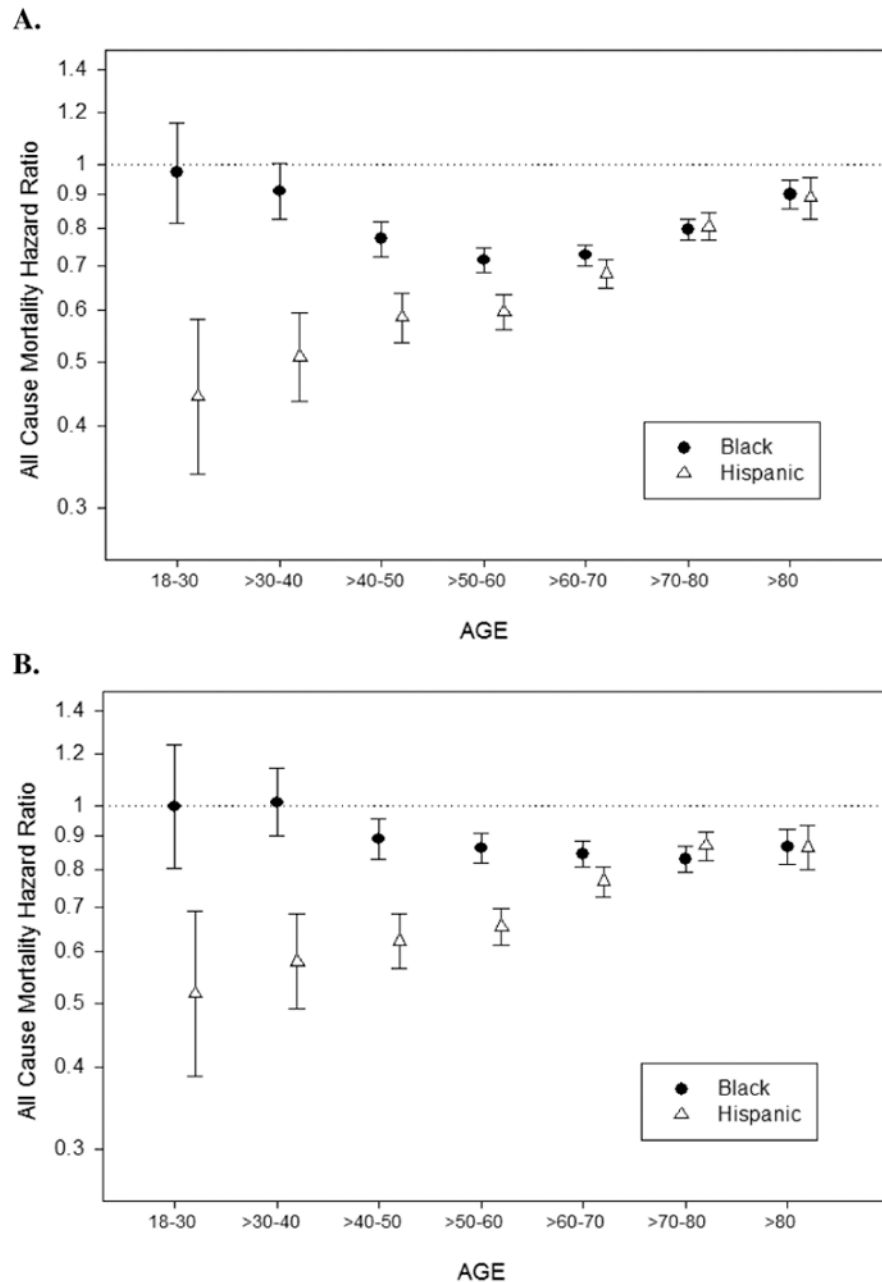 A.
All Cause Mortality Hazard Ratio
1.4
1.2
1
0.9
0.8
0.7
0.6
0.5
0.4
0.3
Black
Hispanic
18-30 >30-40 >40-50 >50-60 >60-70 >70-80 >80
AGE
B.
All Cause Mortality Hazard Ratio
1.4
1.2
1
0.9
0.8
0.7
0.6
0.5
0.4
0.3
Black
Hispanic
18-30 >30-40 >40-50 >50-60 >60-70 >70-80 >80
AGE